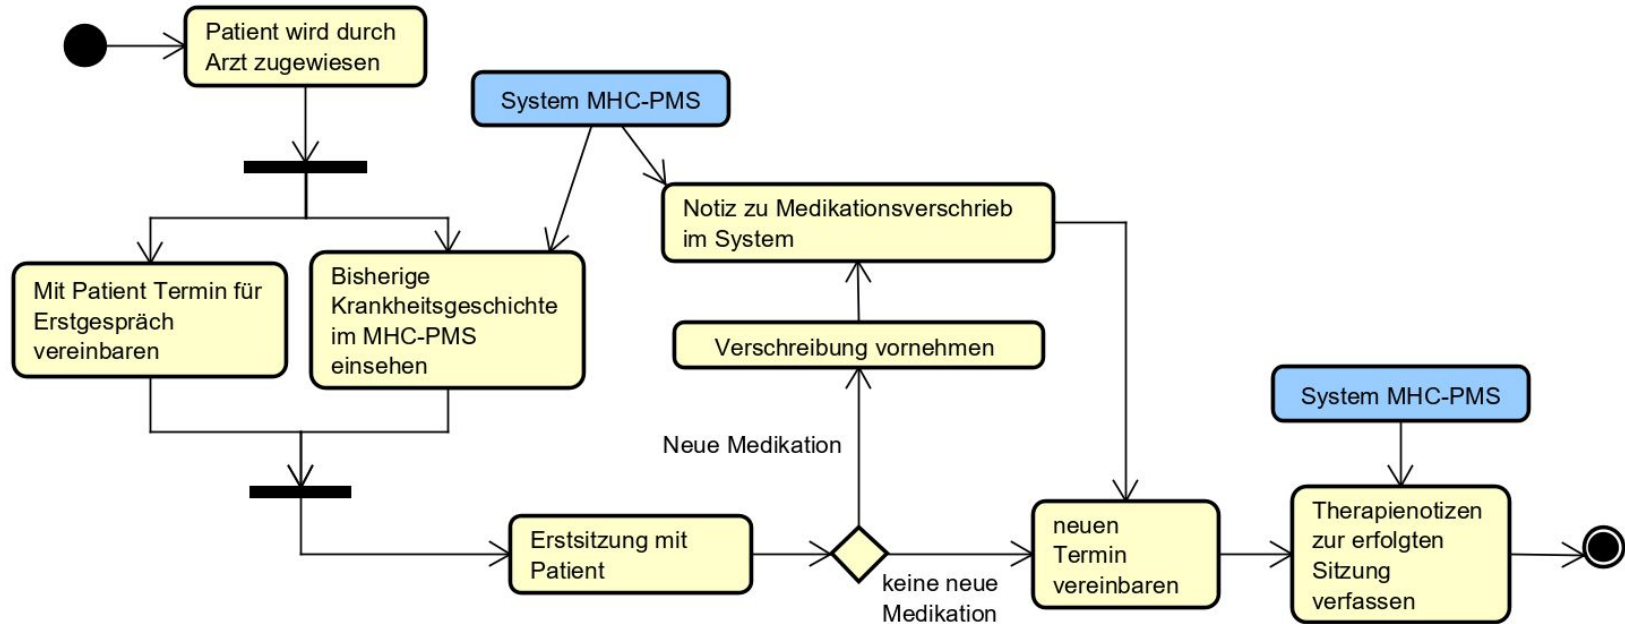 Patient wird durch
Arzt zugewiesen
System MHC-PMS
Notiz zu Medikationsverschrieb
im System
Mit Patient Termin für
Erstgespräch
vereinbaren
Bisherige
Krankheitsgeschichte
im MHC-PMS
einsehen
Verschreibung vornehmen
System MHC-PMS
Neue Medikation
Erstsitzung mit
Patient
keine neue
Medikation
neuen
Termin
vereinbaren
Therapienotizen
zur erfolgten
Sitzung
verfassen